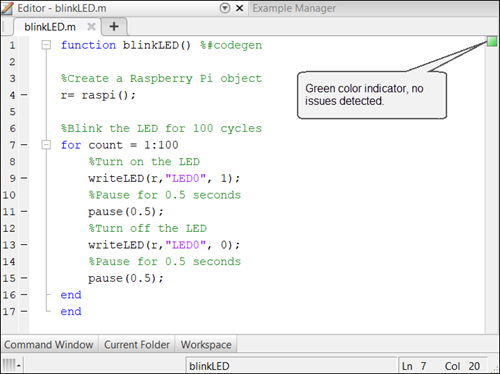 Editor - blinkLED.m
Example Manager
blinkLED.m
1 function blinkLED() %#codegen
2
3 %Create a Raspberry Pi object
4 r= raspi();
5
6 %Blink the LED for 100 cycles
7 for count = 1:100
8 %Turn on the LED
9 writeLED(r,"LED0", 1);
10 %Pause for 0.5 seconds
11 pause(0.5);
12 %Turn off the LED
13 writeLED(r,"LED0", 0);
14 %Pause for 0.5 seconds
15 pause(0.5);
16 end
17 end
Green color indicator, no
issues detected.
Command Window Current Folder Workspace
blinkLED Ln 7 Col 20